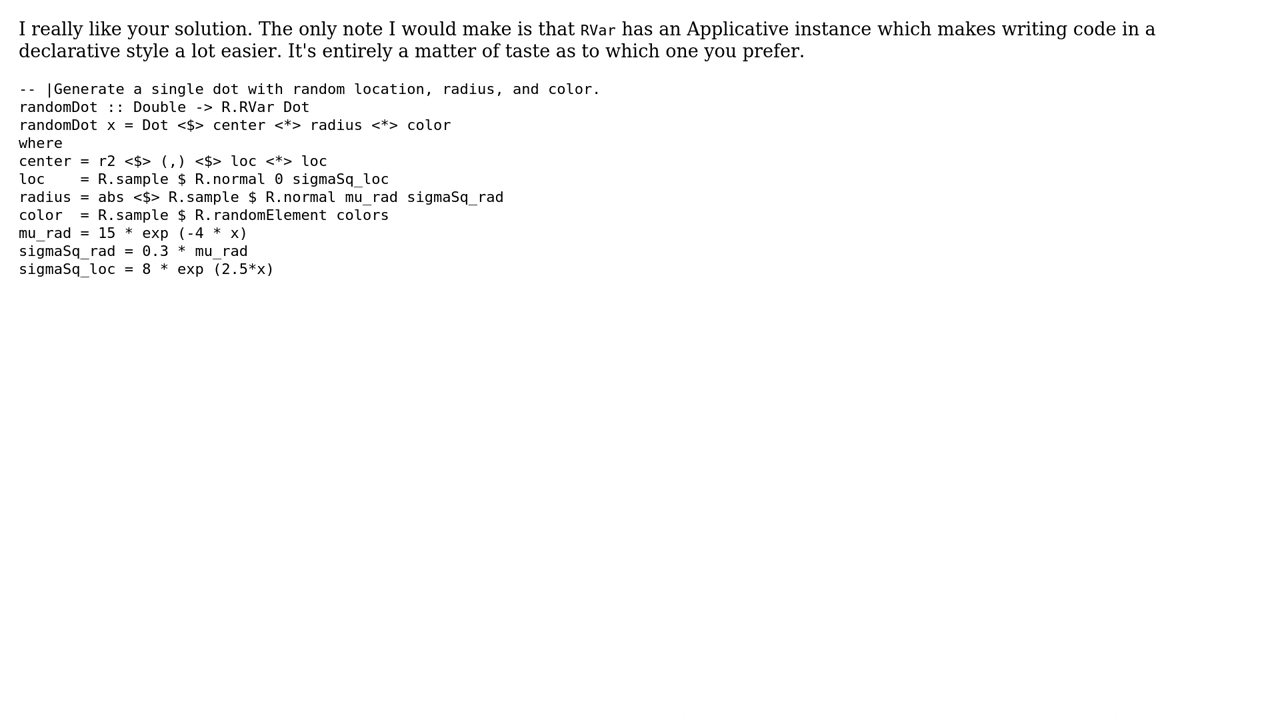 I really like your solution. The only note I would make is that RVar has an Applicative instance which makes writing code in a
declarative style a lot easier. It's entirely a matter of taste as to which one you prefer.
-- |Generate a single dot with random location, radius, and color.
randomDot :: Double -> R.RVar Dot
randomDot x = Dot <$> center <*> radius <*> color
where
center = r2 <$> (,) <$> loc <*> loc
loc    = R.sample $ R.normal 0 sigmaSq_loc
radius = abs <$> R.sample $ R.normal mu_rad sigmaSq_rad
color  = R.sample $ R.randomElement colors
mu_rad = 15 * exp (-4 * x)
sigmaSq_rad = 0.3 * mu_rad
sigmaSq_loc = 8 * exp (2.5*x)